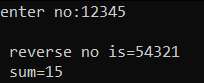 enter no:12345
reverse no is=54321
sum=15